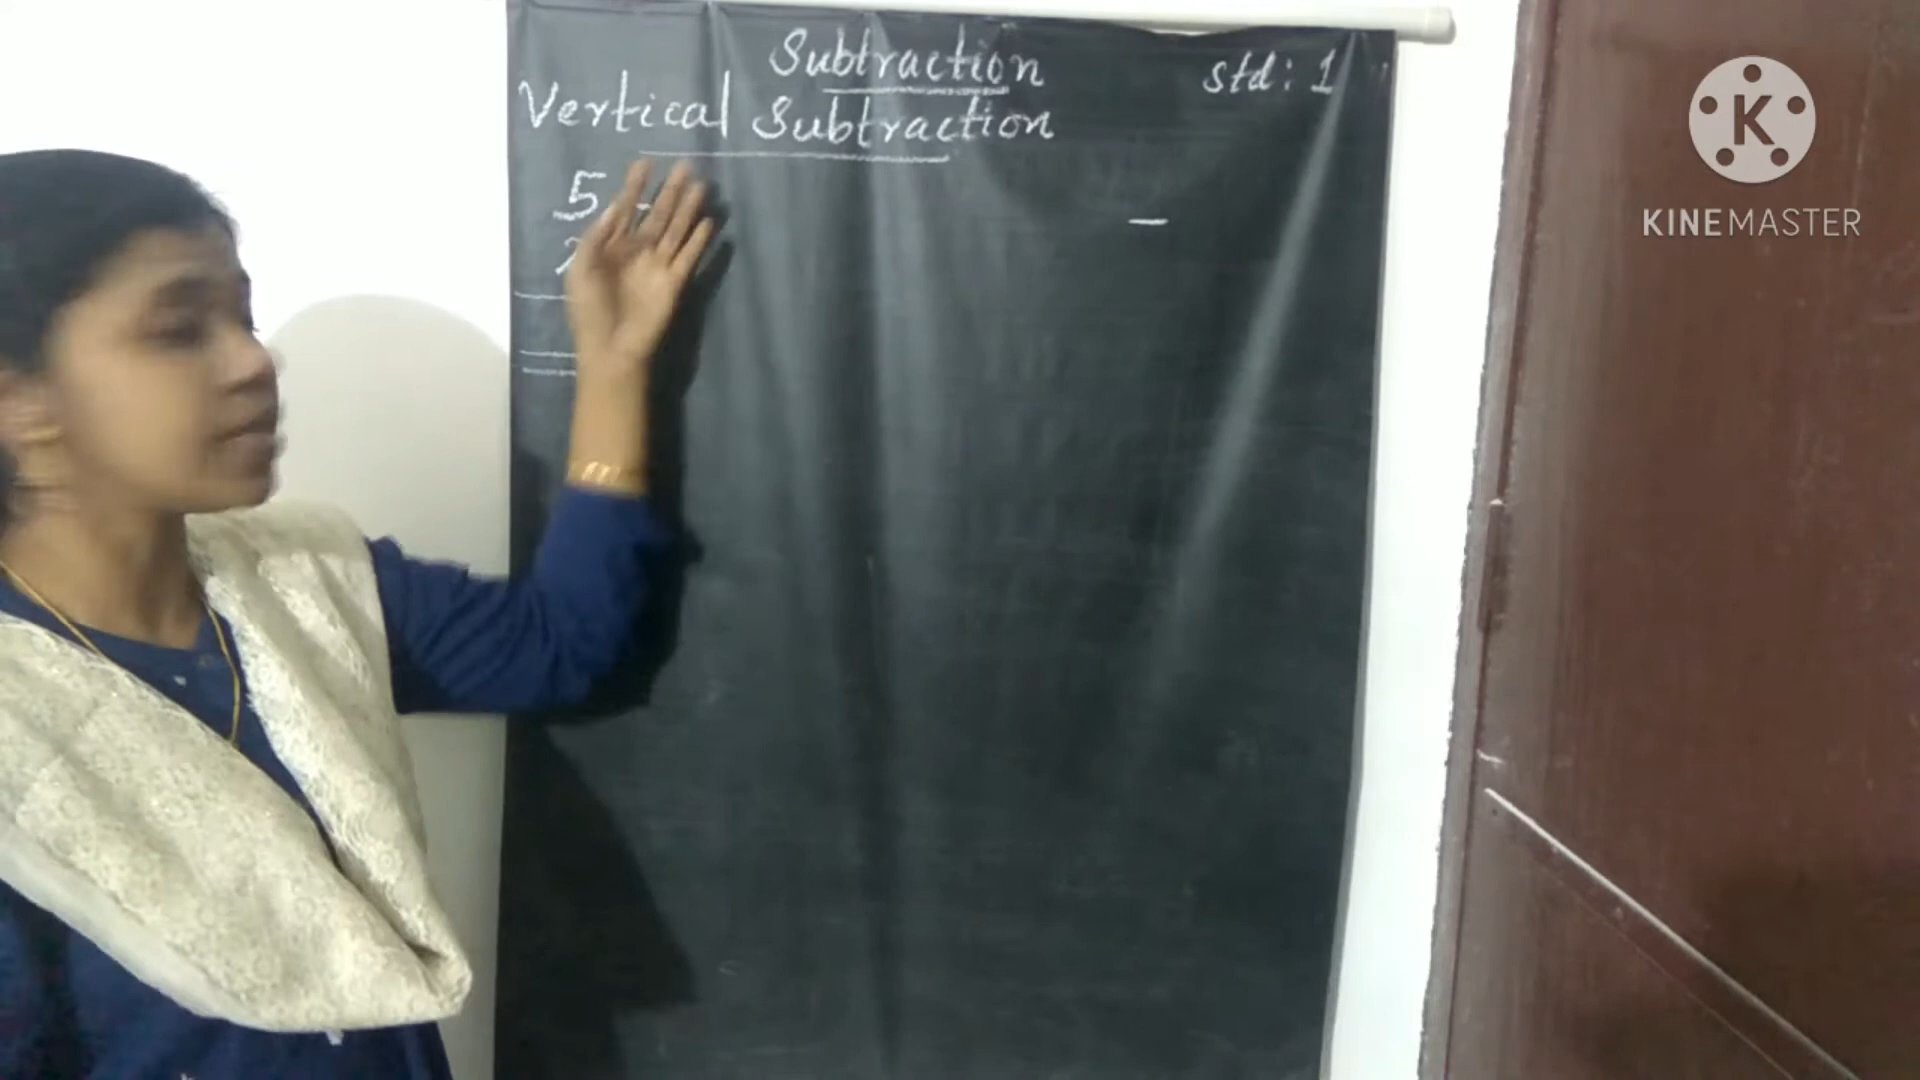 Subtraction
std: 1
Vertical Subtraction
5 -
—
K
KINEMASTER